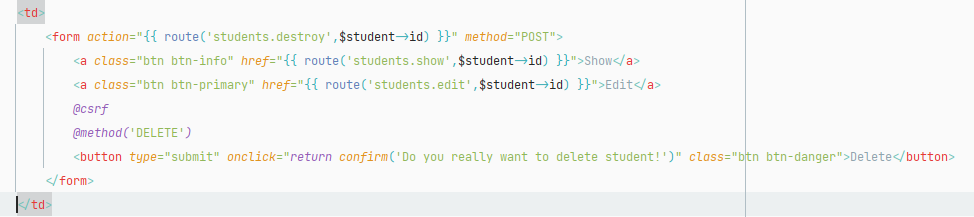 <td>
<form action="{{ route('students.destroy',$student->id) }}" method="POST">
<a class="btn btn-info" href="{{ route('students.show',$student->id) }}">Show</a>
<a class="btn btn-primary" href="{{ route('students.edit',$student->id) }}">Edit</a>
@csrf
@method('DELETE')
<button type="submit" onclick="return confirm('Do you really want to delete student!')" class="btn btn-danger">Delete</button>
</form>
</td>